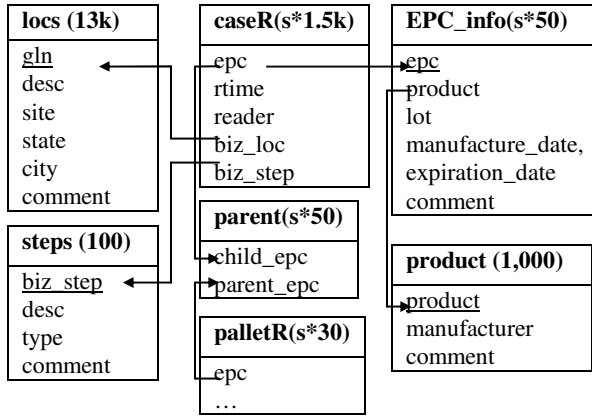 locs (13k)
gln
desc
site
state
city
comment
steps (100)
biz_step
desc
type
comment
caseR(s*1.5k)
epc
rtime
reader
biz_loc
biz_step
parent(s*50)
child_epc
parent_epc
palletR(s*30)
epc
…
EPC_info(s*50)
epc
product
lot
manufacture_date,
expiration_date
comment
product (1,000)
product
manufacturer
comment